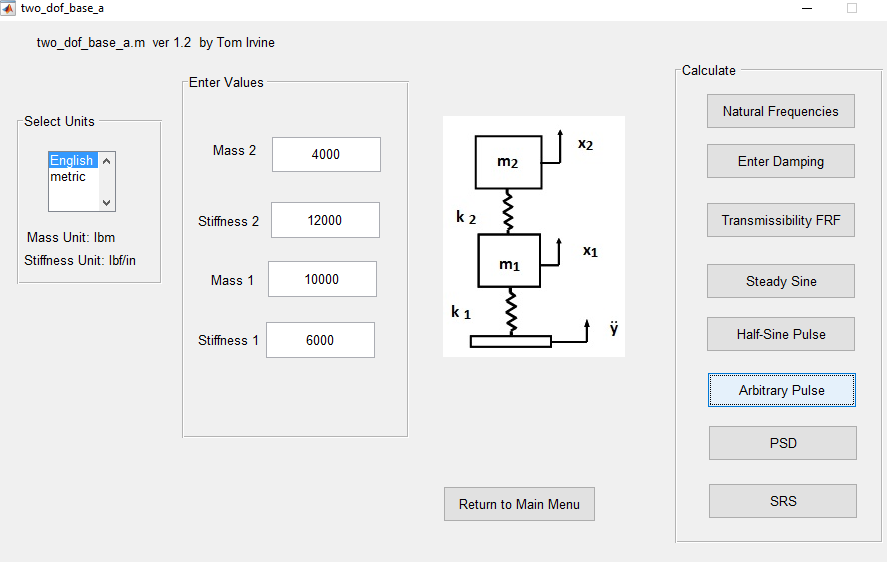 two_dof_base_a
two_dof_base_a.m ver 1.2 by Tom Irvine
Select Units
English
metric
Mass Unit: lbm
Stiffness Unit: lbf/in
Enter Values
Mass 2 4000
Stiffness 2 12000
Mass 1 10000
Stiffness 1 6000
m2 x2
k 2
m1 x1
k 1
ÿ
Return to Main Menu
Calculate
Natural Frequencies
Enter Damping
Transmissibility FRF
Steady Sine
Half-Sine Pulse
Arbitrary Pulse
PSD
SRS